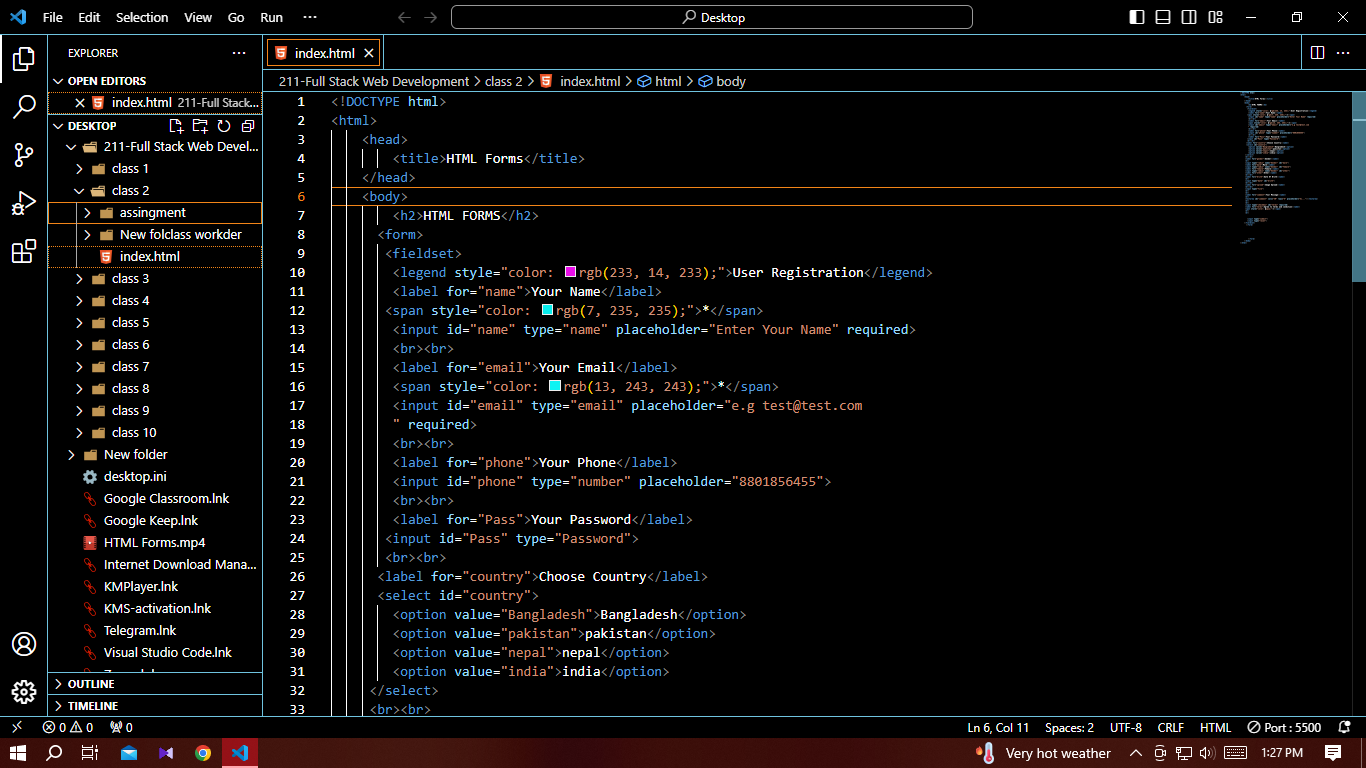 File Edit Selection View Go Run ···
Desktop
EXPLORER ···
OPEN EDITORS
index.html 211-Full Stack...
DESKTOP
211-Full Stack Web Devel...
class 1
class 2
assingment
New folclass workder
index.html
class 3
class 4
class 5
class 6
class 7
class 8
class 9
class 10
New folder
desktop.ini
Google Classroom.lnk
Google Keep.lnk
HTML Forms.mp4
Internet Download Mana...
KMPlayer.lnk
KMS-activation.lnk
Telegram.lnk
Visual Studio Code.lnk
OUTLINE
TIMELINE
index.html
211-Full Stack Web Development > class 2 > index.html > html > body
1 <!DOCTYPE html>
2 <html>
3 <head>
4 <title>HTML Forms</title>
5 </head>
6 <body>
7 <h2>HTML FORMS</h2>
8 <form>
9 <fieldset>
10 <legend style="color: rgb(233, 14, 233);">User Registration</legend>
11 <label for="name">Your Name</label>
12 <span style="color: rgb(7, 235, 235);">*</span>
13 <input id="name" type="name" placeholder="Enter Your Name" required>
14 <br><br>
15 <label for="email">Your Email</label>
16 <span style="color: rgb(13, 243, 243);">*</span>
17 <input id="email" type="email" placeholder="e.g test@test.com
18 " required>
19 <br><br>
20 <label for="phone">Your Phone</label>
21 <input id="phone" type="number" placeholder="8801856455">
22 <br><br>
23 <label for="Pass">Your Password</label>
24 <input id="Pass" type="Password">
25 <br><br>
26 <label for="country">Choose Country</label>
27 <select id="country">
28 <option value="Bangladesh">Bangladesh</option>
29 <option value="pakistan">pakistan</option>
30 <option value="nepal">nepal</option>
31 <option value="india">india</option>
32 </select>
33 <br><br>
0 0 0
Ln 6, Col 11 Spaces: 2 UTF-8 CRLF HTML Port : 5500
Very hot weather 1:27 PM